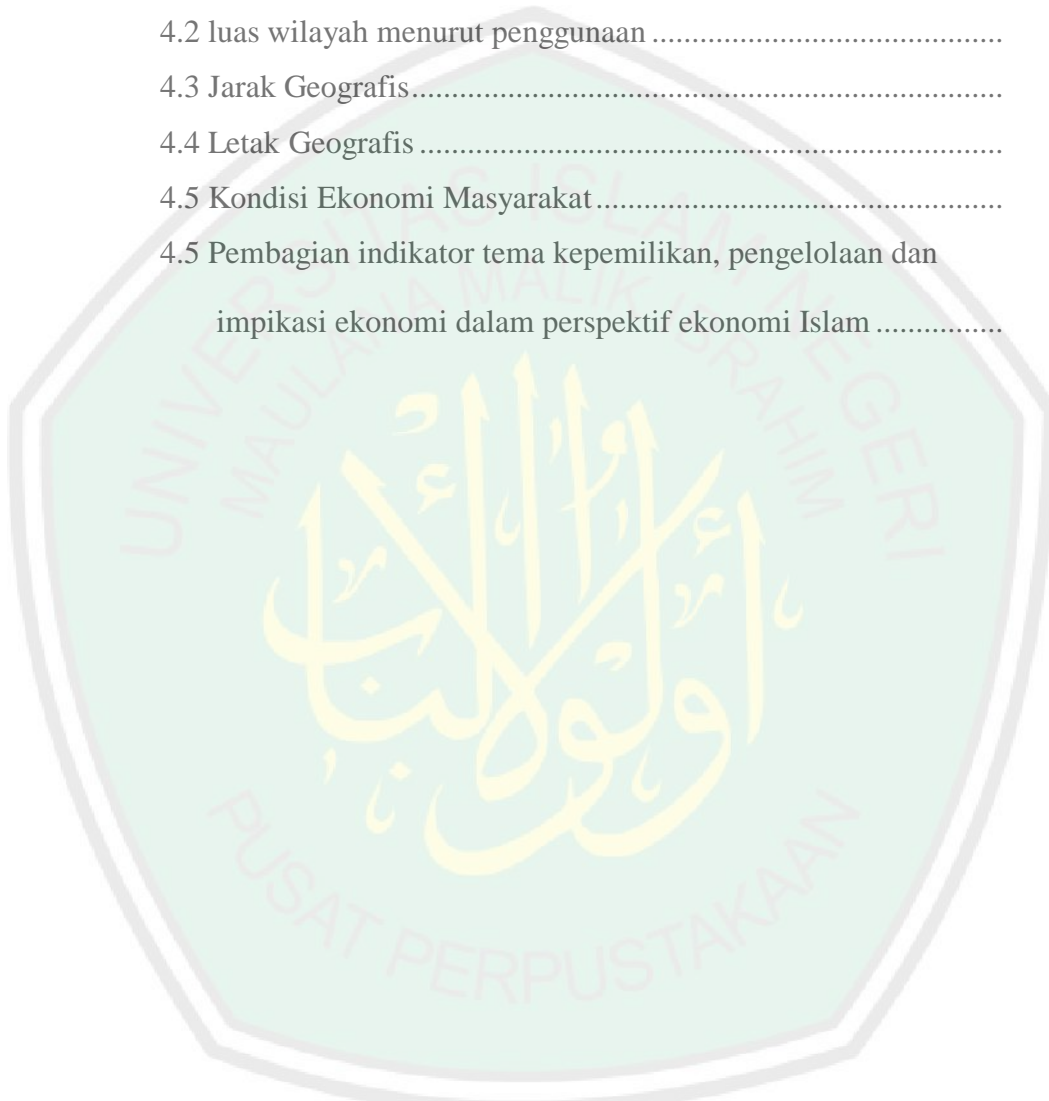 4.2 luas wilayah menurut penggunaan ............................................
4.3 Jarak Geografis..........................................................................
4.4 Letak Geografis .........................................................................
4.5 Kondisi Ekonomi Masyarakat ...................................................
4.5 Pembagian indikator tema kepemilikan, pengelolaan dan
impikasi ekonomi dalam perspektif ekonomi Islam ................
UNIVERSITAS ISLAM NEGERI
MAULANA MALIK IBRAHIM
أولوا الألباب
PUSAT PERPUSTAKAAN